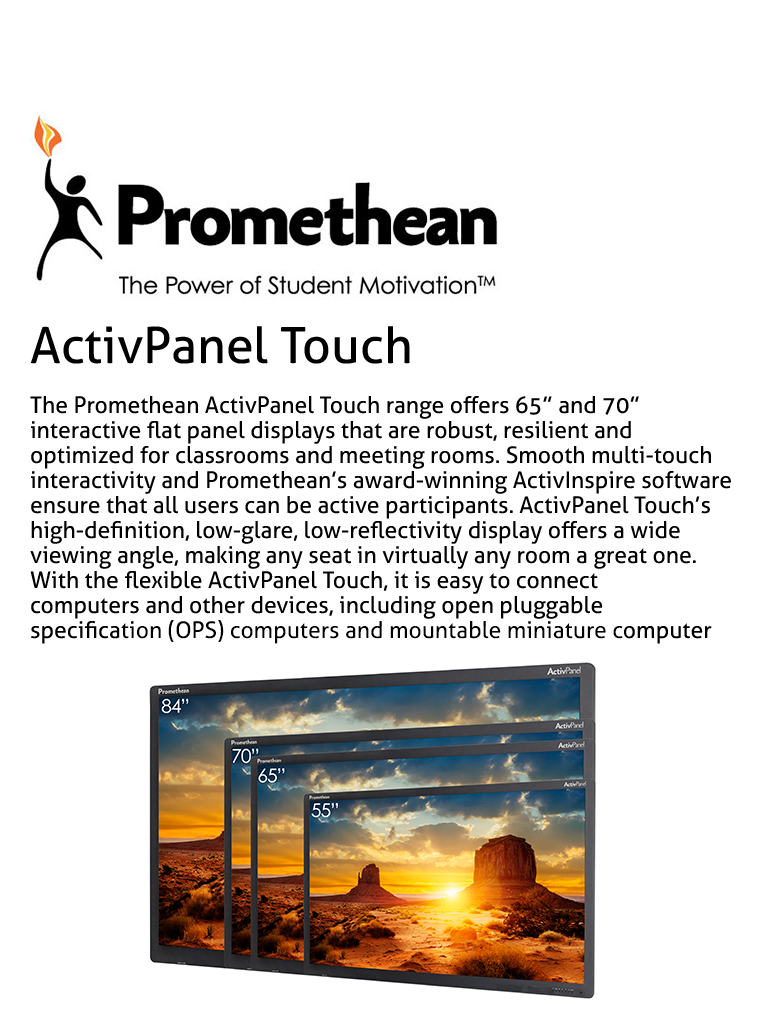 Promethean
The Power of Student Motivation™
ActivPanel Touch
The Promethean ActivPanel Touch range offers 65” and 70”
interactive flat panel displays that are robust, resilient and
optimized for classrooms and meeting rooms. Smooth multi-touch
interactivity and Promethean’s award-winning ActivInspire software
ensure that all users can be active participants. ActivPanel Touch’s
high-definition, low-glare, low-reflectivity display offers a wide
viewing angle, making any seat in virtually any room a great one.
With the flexible ActivPanel Touch, it is easy to connect
computers and other devices, including open pluggable
specification (OPS) computers and mountable miniature computer
Promethean ActivPanel
84”
ActivPanel
Promethean
70”
ActivPanel
Promethean
65”
ActivPanel
Promethean
55”